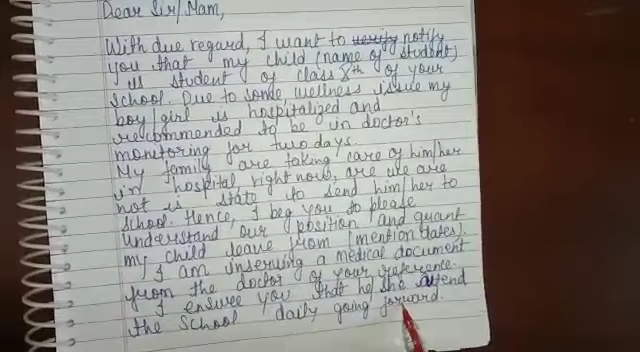 Dear Sir/Mam,
With due regard, I want to verify notify
you that my child (name of student)
is student of class 8th of your
school. Due to some wellness issue my
boy/girl is hospitalized and
recommended to be in doctor's
monitoring for two days.
My family are taking care of him/her
in hospital right now, are we are
not is state to send him/her to
school. Hence, I beg you to please
understand our position and quant
my child leave from (mention dates).
I am inserving a medical document
from the doctor of your reference.
I ensure you that he she attend
the school daily going forward.